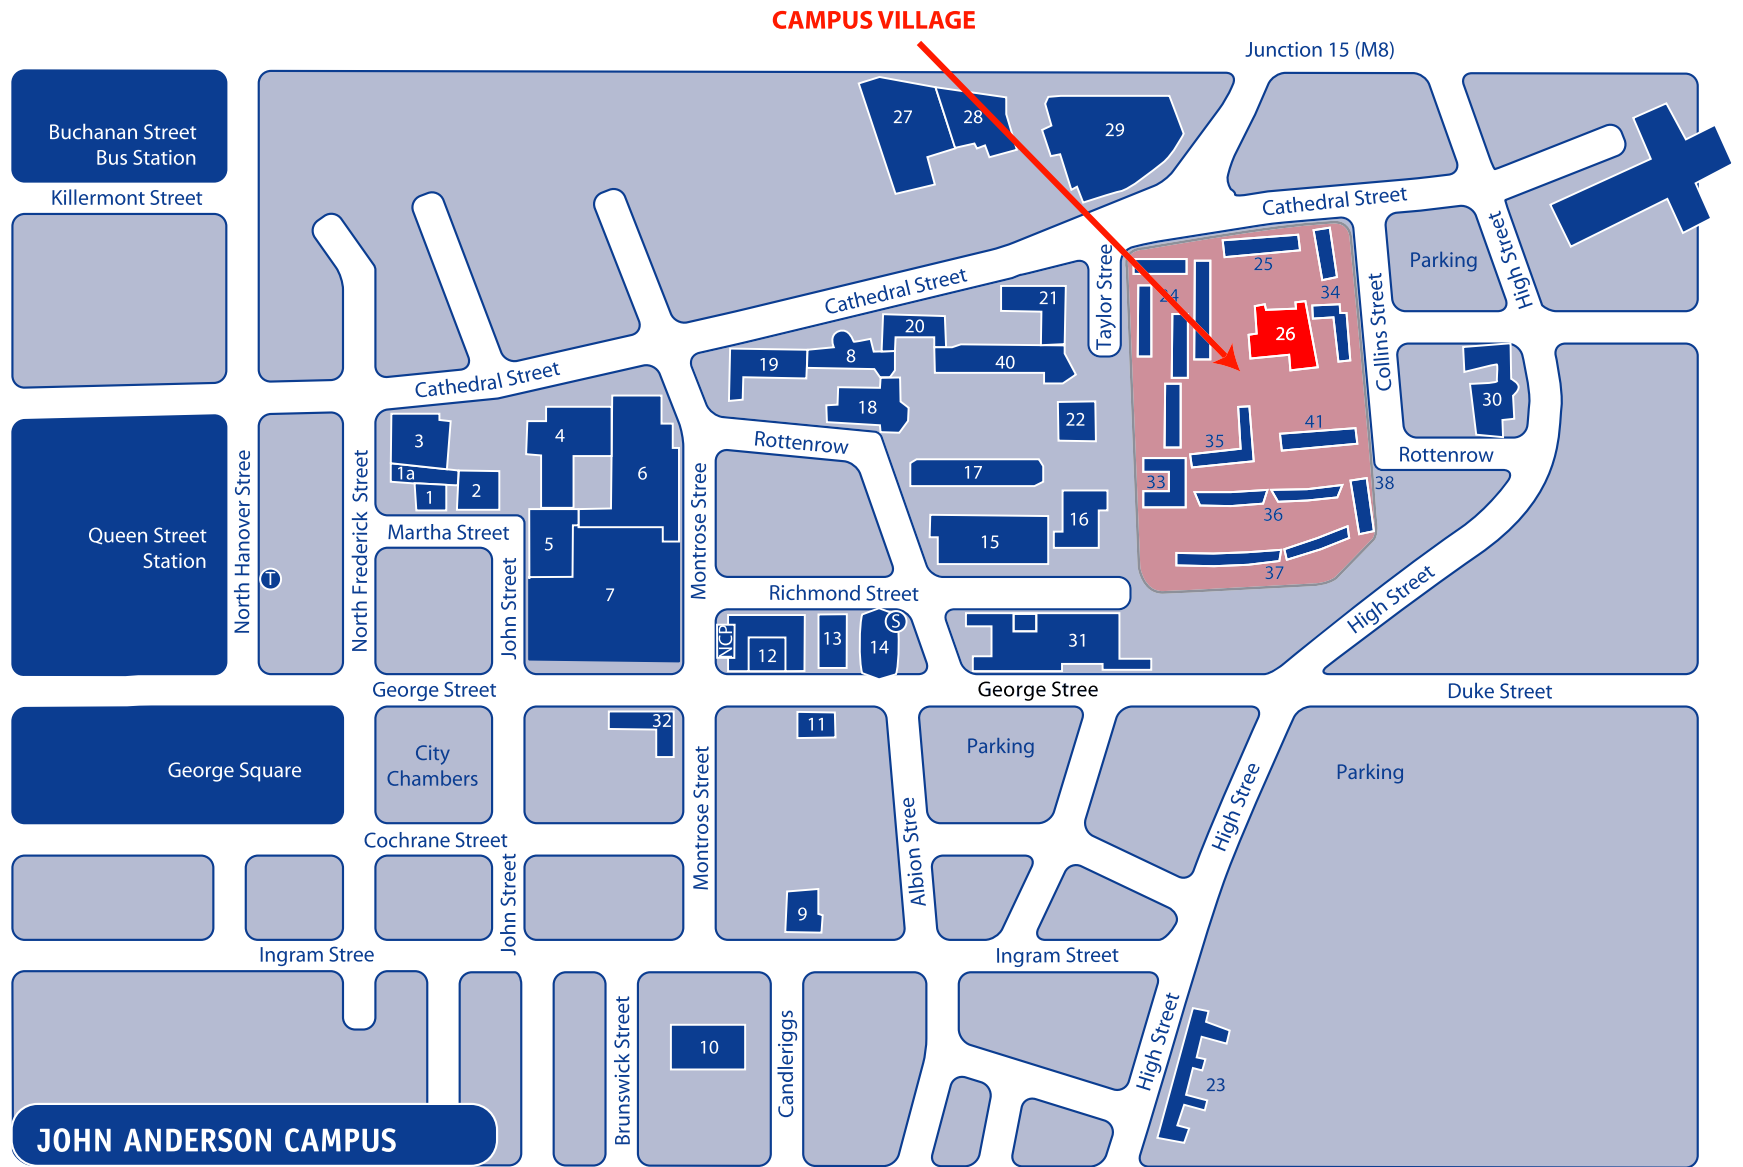 CAMPUS VILLAGE
Junction 15 (M8)
Buchanan Street
Bus Station
Killermont Street
27
28
29
Cathedral Street
High Street
Parking
Taylor Stree
25
24
34
Collins Street
26
Cathedral Street
21
20
8
40
19
18
22
Cathedral Street
30
3
1a
1
2
4
6
Rottenrow
17
35
41
33
38
36
Rottenrow
North Hanover Stree
North Frederick Street
Martha Street
5
Montrose Street
16
15
37
Queen Street
Station
T
John Street
7
Richmond Street
High Street
NCP
12
13
14
S
31
George Street
George Stree
Duke Street
32
11
City
Chambers
Parking
Parking
George Square
Montrose Street
Albion Stree
High Stree
Cochrane Street
John Street
9
Ingram Stree
Ingram Street
Brunswick Street
10
Candleriggs
High Street
23
JOHN ANDERSON CAMPUS